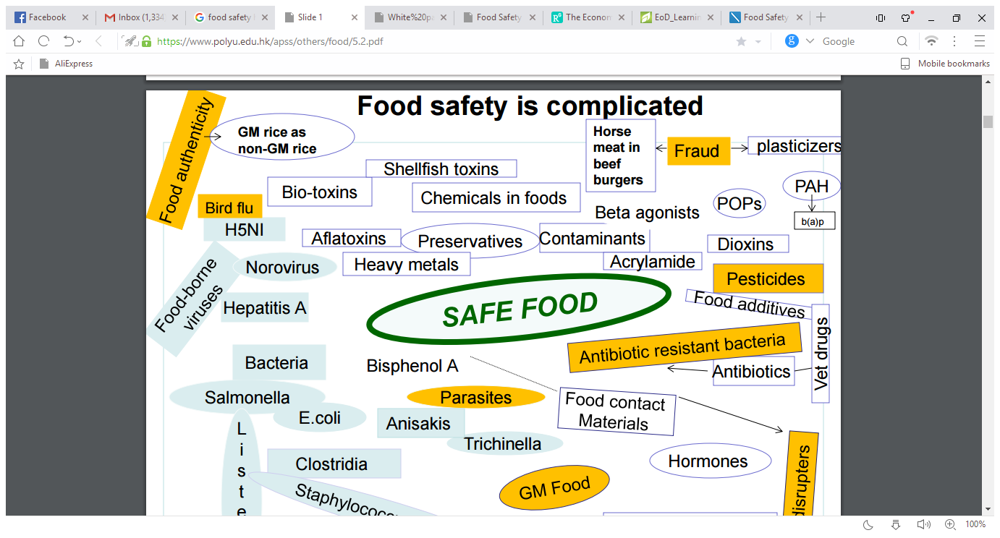 Facebook
Inbox (1,334
food safety
Slide 1
White%20pa
Food Safety
The Econom
EoD_Learnin
Food Safety
https://www.polyu.edu.hk/apss/others/food/5.2.pdf
g
Google
AliExpress
Mobile bookmarks
Food safety is complicated
Food authenticity
GM rice as
non-GM rice
Horse
meat in
beef
burgers
Fraud
plasticizers
Shellfish toxins
Bio-toxins
Chemicals in foods
PAH
POPs
b(a)p
Bird flu
H5NI
Beta agonists
Aflatoxins
Preservatives
Contaminants
Dioxins
Heavy metals
Acrylamide
Norovirus
Food-borne
viruses
Pesticides
Hepatitis A
SAFE FOOD
Food additives
Antibiotic resistant bacteria
Vet drugs
Bacteria
Bisphenol A
Antibiotics
Salmonella
Parasites
Food contact
Materials
E.coli
Anisakis
Trichinella
L
i
s
t
e
Clostridia
Hormones
disrupters
Staphylococc
GM Food
100%